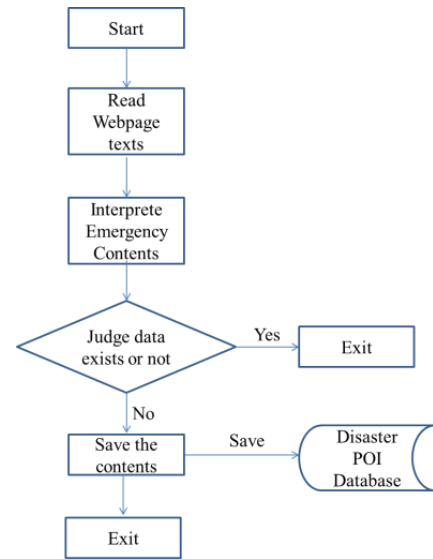 Start
Read
Webpage
texts
Interprete
Emergency
Contents
Judge data
exists or not
Yes
Exit
No
Save the
contents
Save
Disaster
POI
Database
Exit